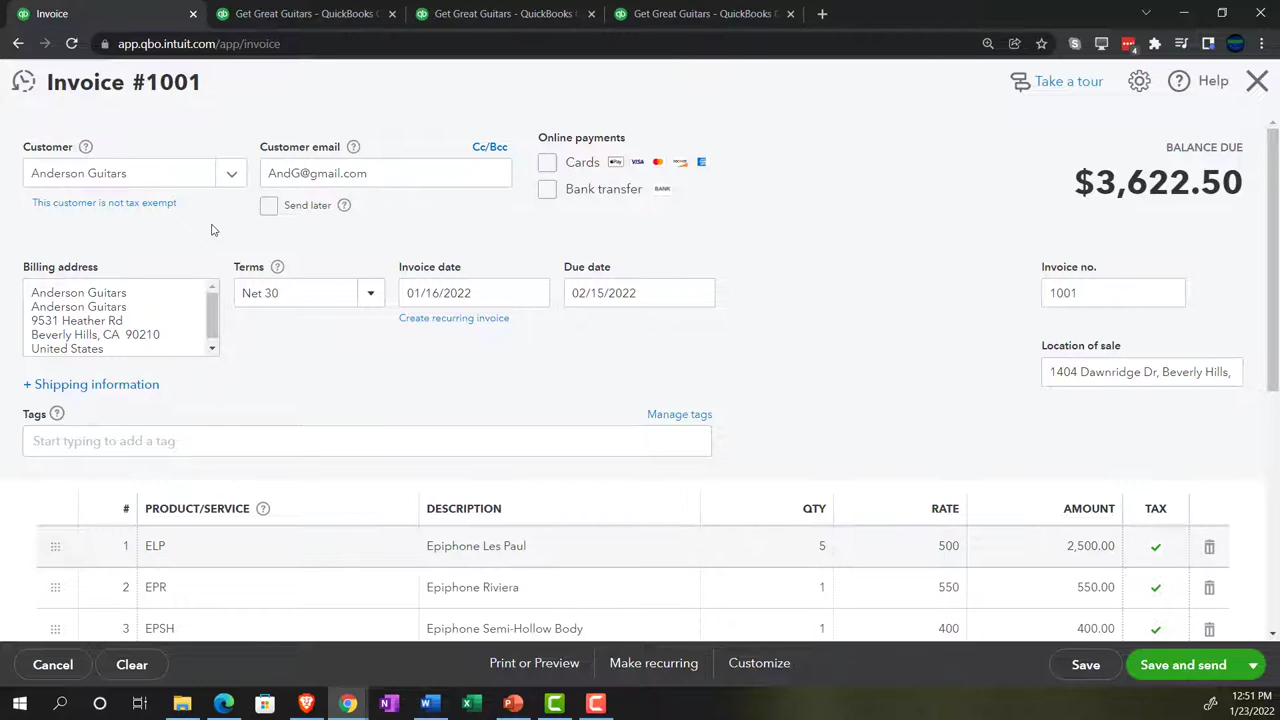 Invoice
Get Great Guitars - QuickBooks C
Get Great Guitars - QuickBooks C
Get Great Guitars - QuickBooks C
app.qbo.intuit.com/app/invoice
4
Invoice #1001
Take a tour
Help
Customer
Customer email
Cc/Bcc
Online payments
BALANCE DUE
Anderson Guitars
AndG@gmail.com
Cards
Pay
VISA
$3,622.50
This customer is not tax exempt
Send later
Bank transfer
BANK
Billing address
Terms
Invoice date
Due date
Invoice no.
Anderson Guitars
Anderson Guitars
9531 Heather Rd
Beverly Hills, CA 90210
United States
Net 30
01/16/2022
02/15/2022
1001
Create recurring invoice
Location of sale
1404 Dawnridge Dr, Beverly Hills,
+ Shipping information
Tags
Manage tags
Start typing to add a tag
# PRODUCT/SERVICE DESCRIPTION QTY RATE AMOUNT TAX
1 ELP Epiphone Les Paul 5 500 2,500.00
2 EPR Epiphone Riviera 1 550 550.00
3 EPSH Epiphone Semi-Hollow Body 1 400 400.00
Cancel
Clear
Print or Preview
Make recurring
Customize
Save
Save and send
12:51 PM
1/23/2022